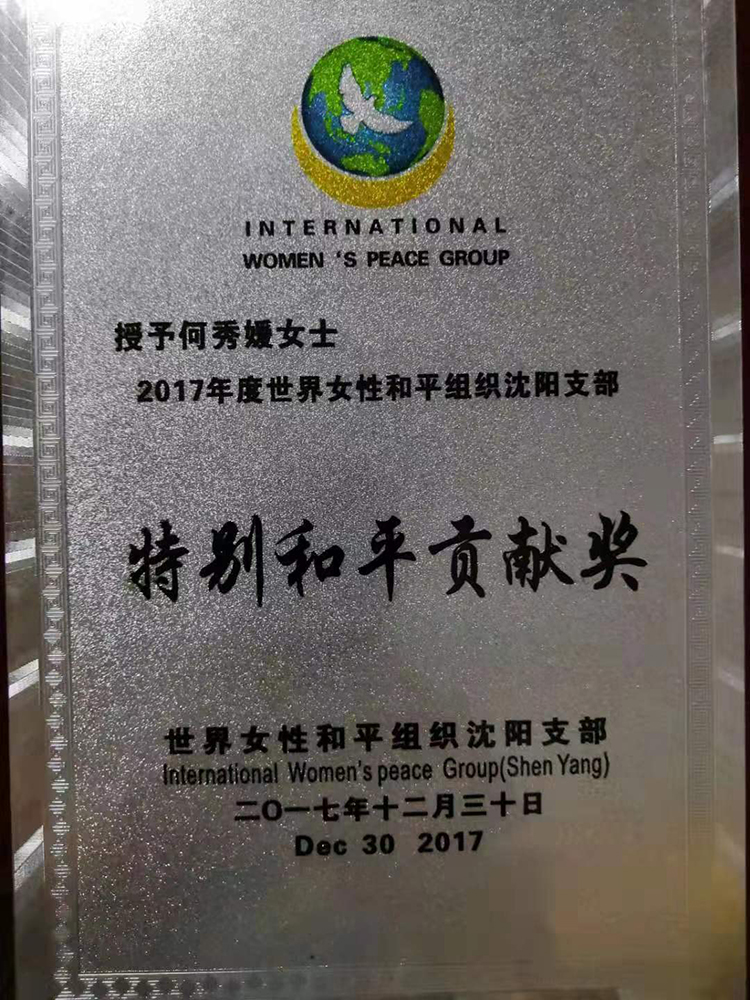 INTERNATIONAL
WOMEN 'S PEACE GROUP
授予何秀媛女士
2017年度世界女性和平组织沈阳支部
特别和平贡献奖
世界女性和平组织沈阳支部
International Women's peace Group(Shen Yang)
二O一七年十二月三十日
Dec 30 2017